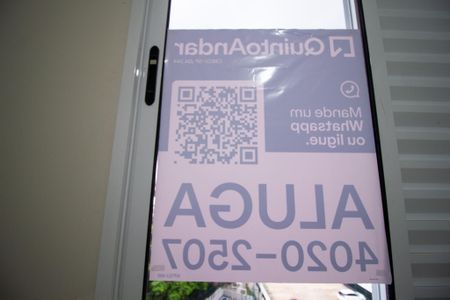 QuintoAndar
Mande um
Whatsapp
ou ligue.
ALUGA
4020-2507